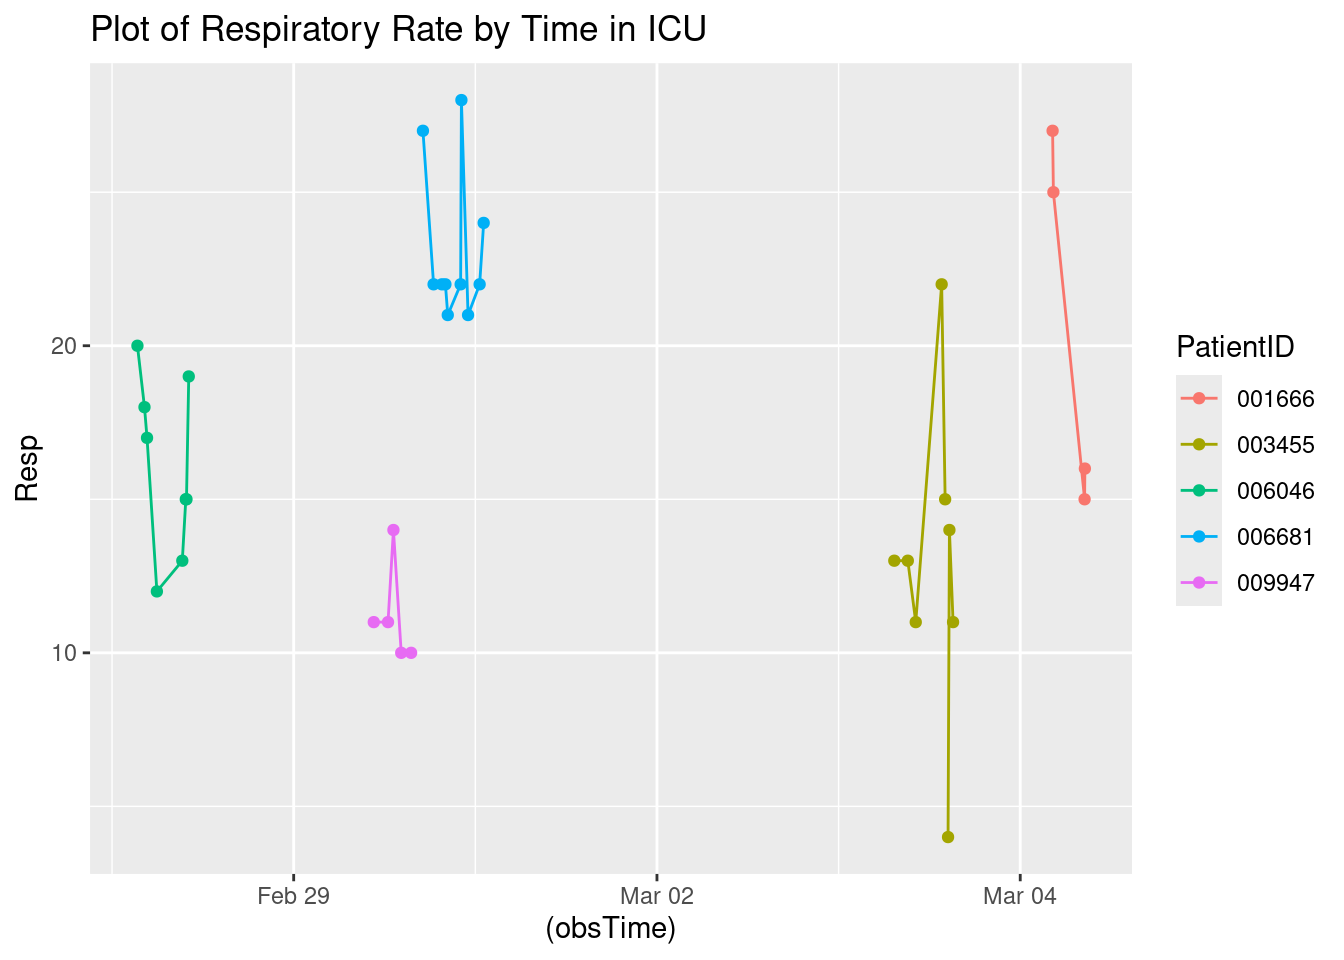 Plot of Respiratory Rate by Time in ICU
Resp
20
10
Feb 29
Mar 02
Mar 04
(obsTime)
PatientID
001666
003455
006046
006681
009947